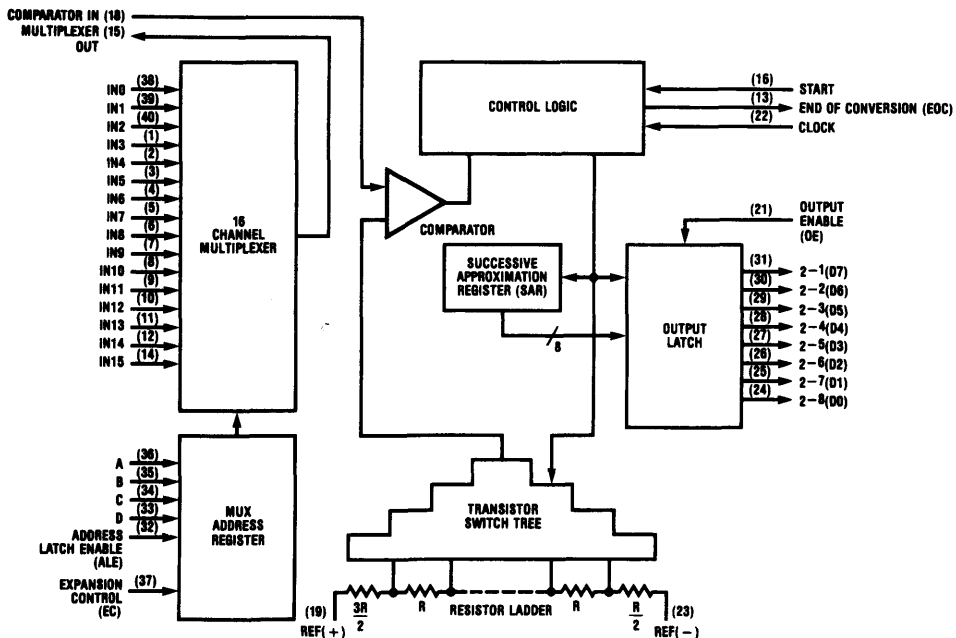 COMPARATOR IN (18)
MULTIPLEXER (15)
OUT
IN0 (38)
IN1 (39)
IN2 (40)
IN3 (1)
IN4 (2)
IN5 (3)
IN6 (4)
IN7 (5)
IN8 (6)
IN9 (7)
IN10 (8)
IN11 (9)
IN12 (10)
IN13 (11)
IN14 (12)
IN15 (14)
16
CHANNEL
MULTIPLEXER
CONTROL LOGIC
(16) START
(13) END OF CONVERSION (EOC)
(22) CLOCK
COMPARATOR
SUCCESSIVE
APPROXIMATION
REGISTER (SAR)
8
(21) OUTPUT
ENABLE
(OE)
OUTPUT
LATCH
(31) 2-1(D7)
(30) 2-2(D6)
(29) 2-3(D5)
(28) 2-4(D4)
(27) 2-5(D3)
(26) 2-6(D2)
(25) 2-7(D1)
(24) 2-8(D0)
A (36)
B (35)
C (34)
D (33)
ADDRESS (32)
LATCH ENABLE
(ALE)
EXPANSION (37)
CONTROL
(EC)
MUX
ADDRESS
REGISTER
TRANSISTOR
SWITCH TREE
(19)
REF(+)
3R
2
R
RESISTOR LADDER
R
R
2
(23)
REF(-)